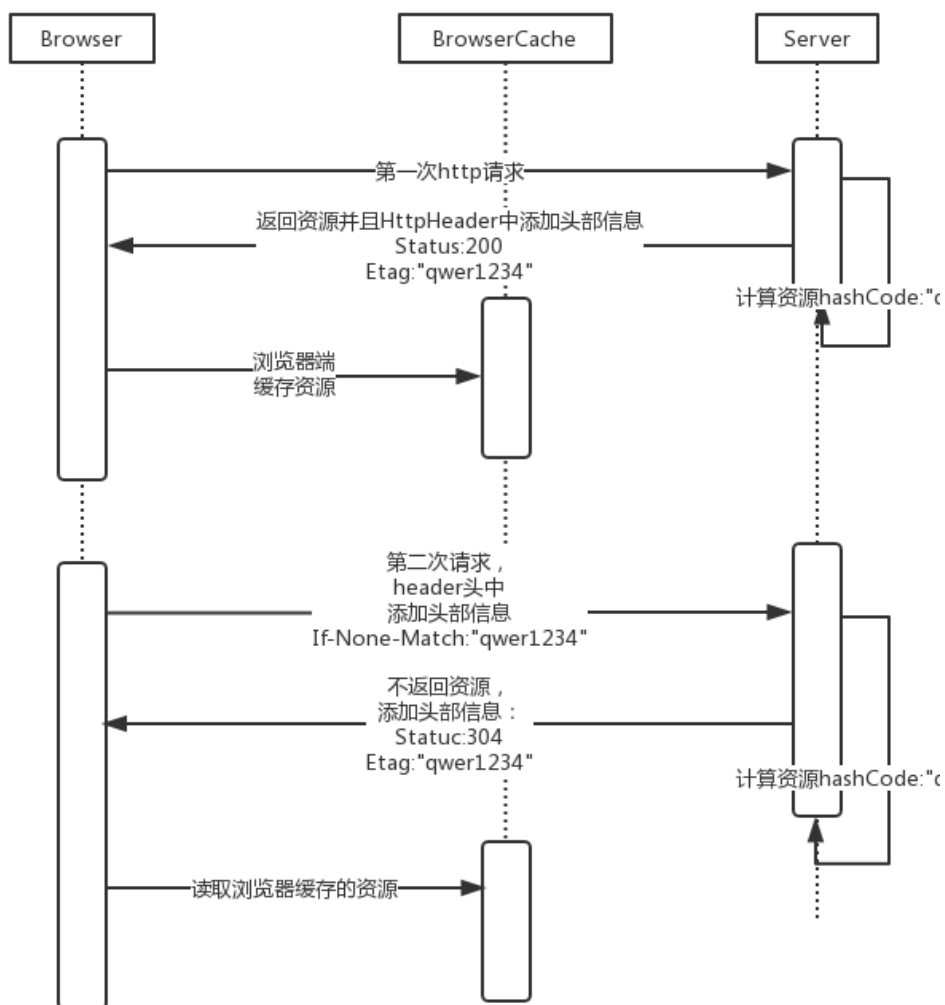 Browser
BrowserCache
Server
第一次http请求
返回资源并且HttpHeader中添加头部信息
Status:200
Etag:"qwer1234"
计算资源hashCode:"q
浏览器端
缓存资源
第二次请求，
header头中
添加头部信息
If-None-Match:"qwer1234"
不返回资源，
添加头部信息：
Statuc:304
Etag:"qwer1234"
计算资源hashCode:"q
读取浏览器缓存的资源